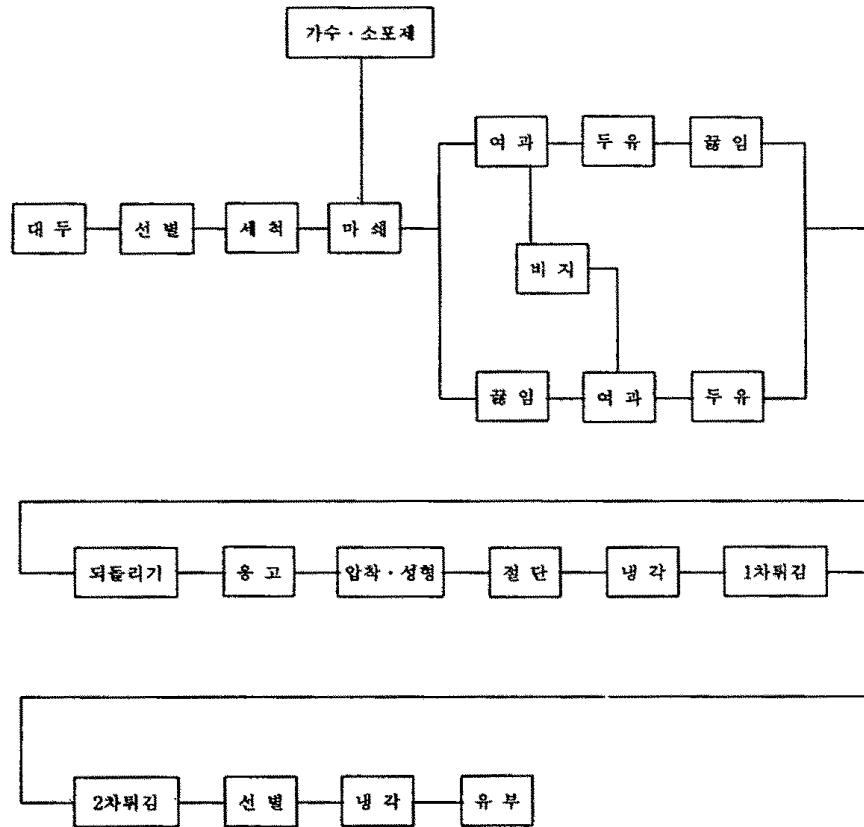 가수 · 소포제
여 과
두 유
끓 임
대 두
선 별
세 척
마 쇄
비 지
끓 임
여 과
두 유
되돌리기
응 고
압착 · 성형
절 단
냉 각
1차튀김
2차튀김
선 별
냉 각
유 부